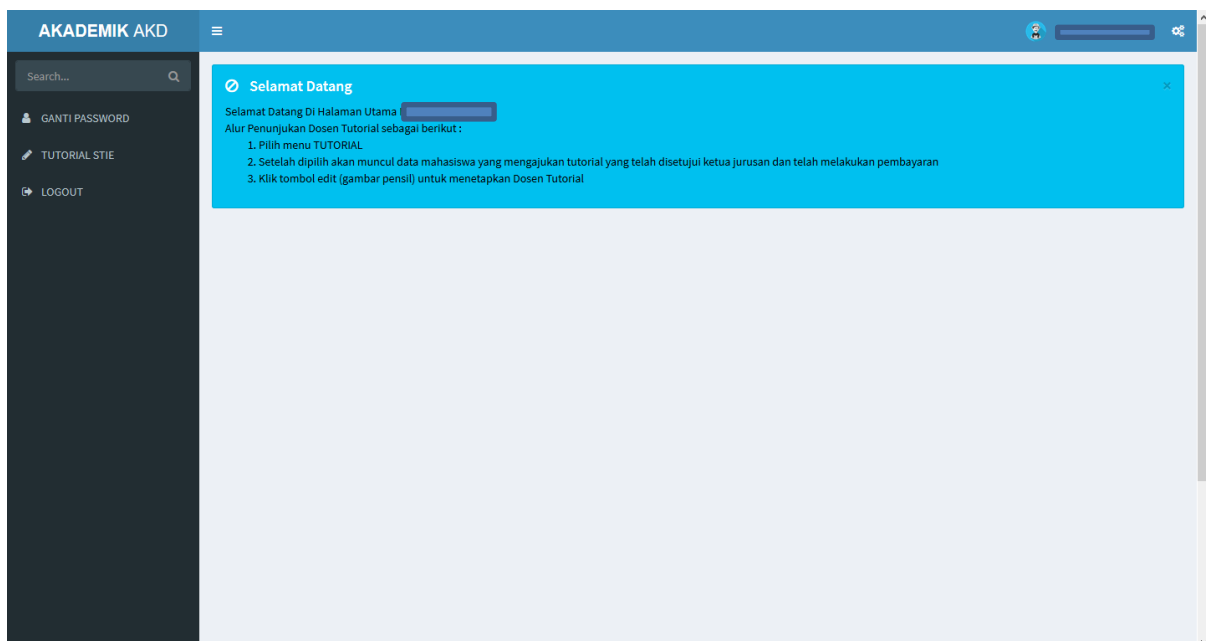 AKADEMIK AKD
Search...
GANTI PASSWORD
TUTORIAL STIE
LOGOUT
Selamat Datang
Selamat Datang Di Halaman Utama
Alur Penunjukan Dosen Tutorial sebagai berikut :
1. Pilih menu TUTORIAL
2. Setelah dipilih akan muncul data mahasiswa yang mengajukan tutorial yang telah disetujui ketua jurusan dan telah melakukan pembayaran
3. Klik tombol edit (gambar pensil) untuk menetapkan Dosen Tutorial